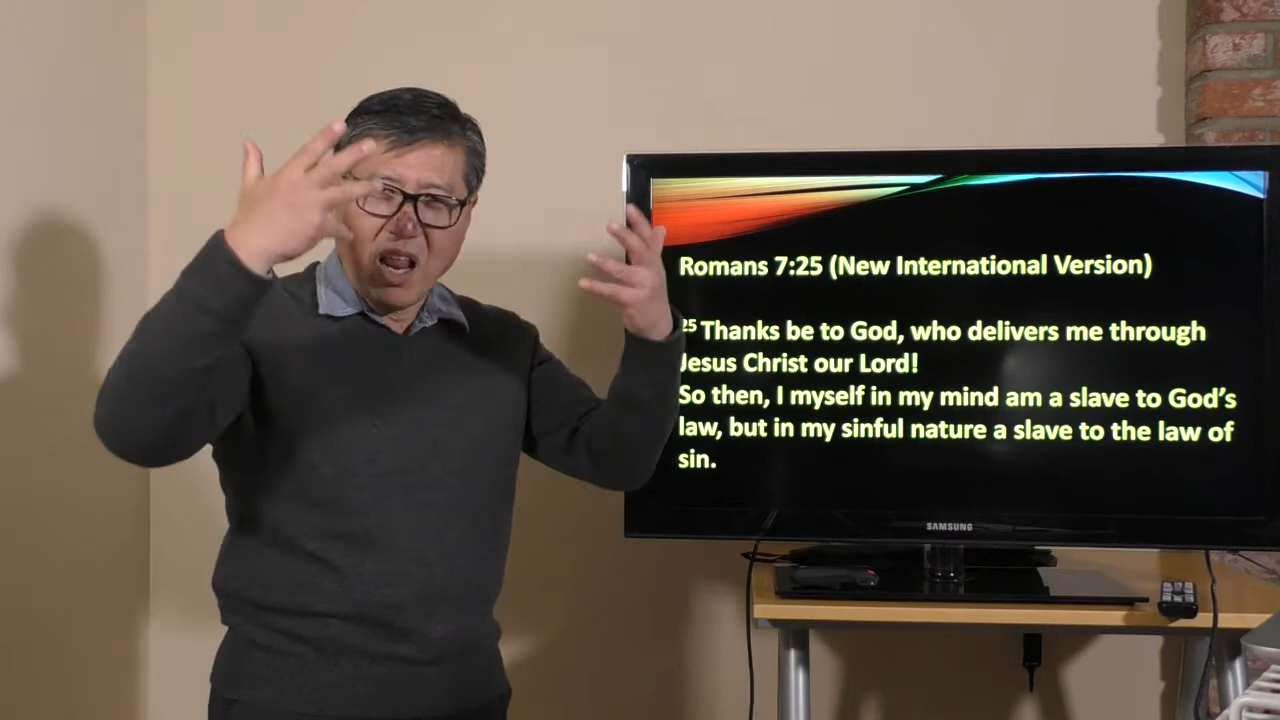 Romans 7:25 (New International Version)
25 Thanks be to God, who delivers me through
Jesus Christ our Lord!
So then, I myself in my mind am a slave to God’s
law, but in my sinful nature a slave to the law of
sin.
SAMSUNG